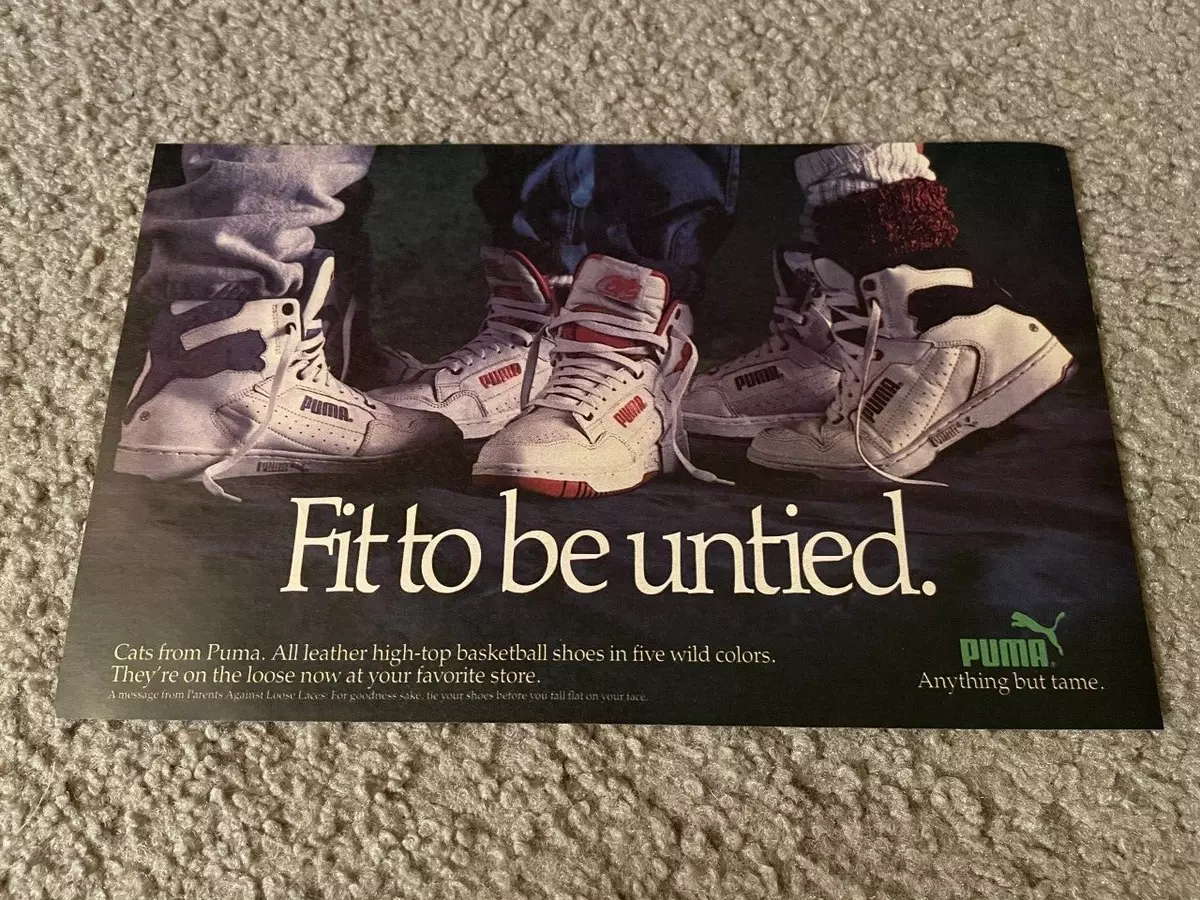 PUMA
PUMA
PUMA
PUMA
PUMA
PUMA
Fit to be untied.
Cats from Puma. All leather high-top basketball shoes in five wild colors.
They're on the loose now at your favorite store.
A message from Parents Against Loose Laces: For goodness sake, tie your shoes before you fall flat on your face.
PUMA®
Anything but tame.